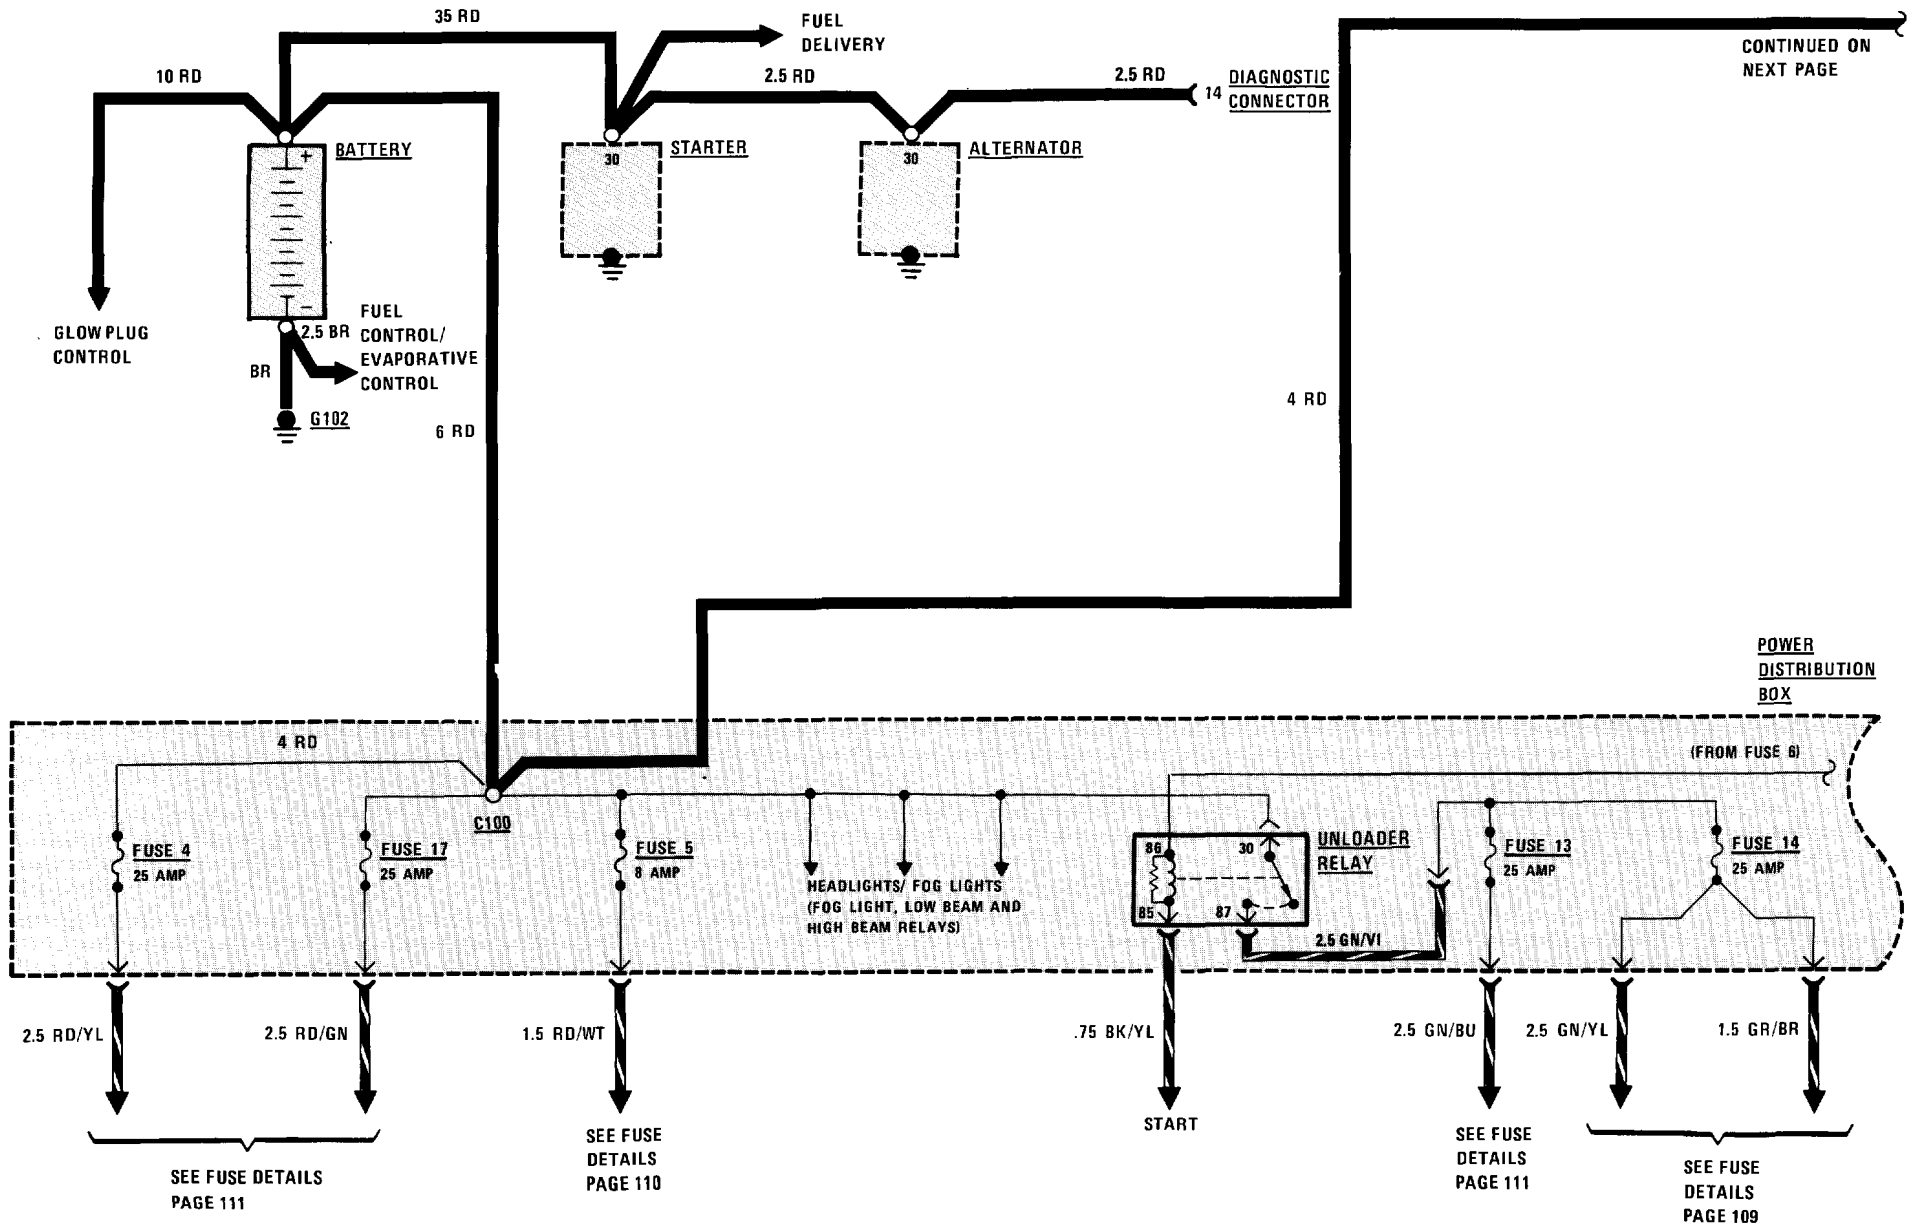 35 RD
FUEL
DELIVERY
CONTINUED ON
NEXT PAGE
10 RD
2.5 RD
2.5 RD
14
DIAGNOSTIC
CONNECTOR
+
BATTERY
30
STARTER
30
ALTERNATOR
−
GLOW PLUG
CONTROL
2.5 BR
FUEL
CONTROL/
EVAPORATIVE
CONTROL
BR
G102
6 RD
4 RD
POWER
DISTRIBUTION
BOX
4 RD
(FROM FUSE 6)
C100
FUSE 4
25 AMP
FUSE 17
25 AMP
FUSE 5
8 AMP
HEADLIGHTS/ FOG LIGHTS
(FOG LIGHT, LOW BEAM AND
HIGH BEAM RELAYS)
86
30
85
87
UNLOADER
RELAY
2.5 GN/VI
FUSE 13
25 AMP
FUSE 14
25 AMP
2.5 RD/YL
2.5 RD/GN
1.5 RD/WT
.75 BK/YL
2.5 GN/BU
2.5 GN/YL
1.5 GR/BR
START
SEE FUSE DETAILS
PAGE 111
SEE FUSE
DETAILS
PAGE 110
SEE FUSE
DETAILS
PAGE 111
SEE FUSE
DETAILS
PAGE 109